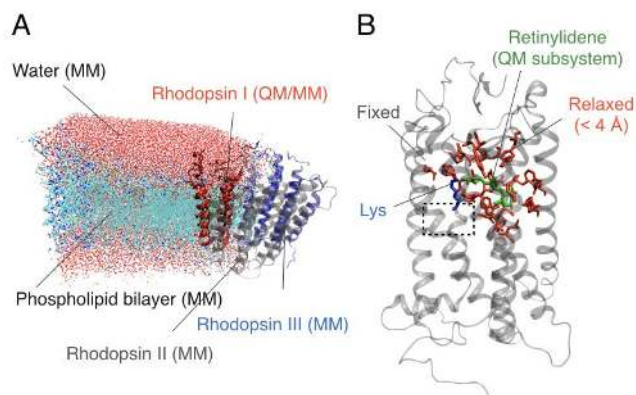 A
Water (MM)
Rhodopsin I (QM/MM)
Phospholipid bilayer (MM)
Rhodopsin III (MM)
Rhodopsin II (MM)
B
Retinylidene
(QM subsystem)
Fixed
Relaxed
(< 4 Å)
Lys